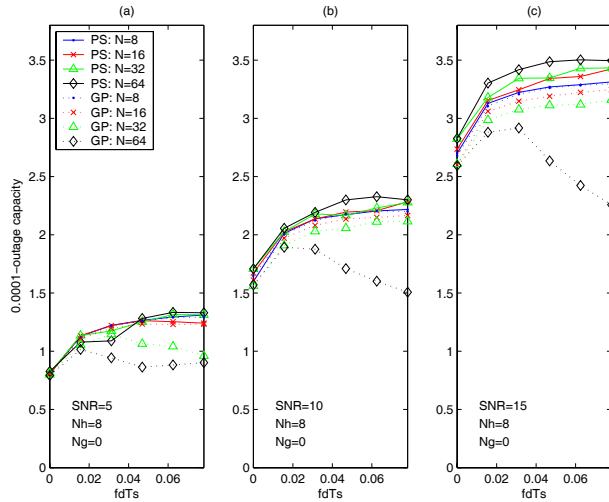 (a)
(b)
(c)
3.5
3
2.5
2
1.5
1
0.5
0
0.0001−outage capacity
PS: N=8
PS: N=16
PS: N=32
PS: N=64
GP: N=8
GP: N=16
GP: N=32
GP: N=64
SNR=5
Nh=8
Ng=0
0 0.02 0.04 0.06
fdTs
3.5
3
2.5
2
1.5
1
0.5
0
SNR=10
Nh=8
Ng=0
0 0.02 0.04 0.06
fdTs
3.5
3
2.5
2
1.5
1
0.5
0
SNR=15
Nh=8
Ng=0
0 0.02 0.04 0.06
fdTs